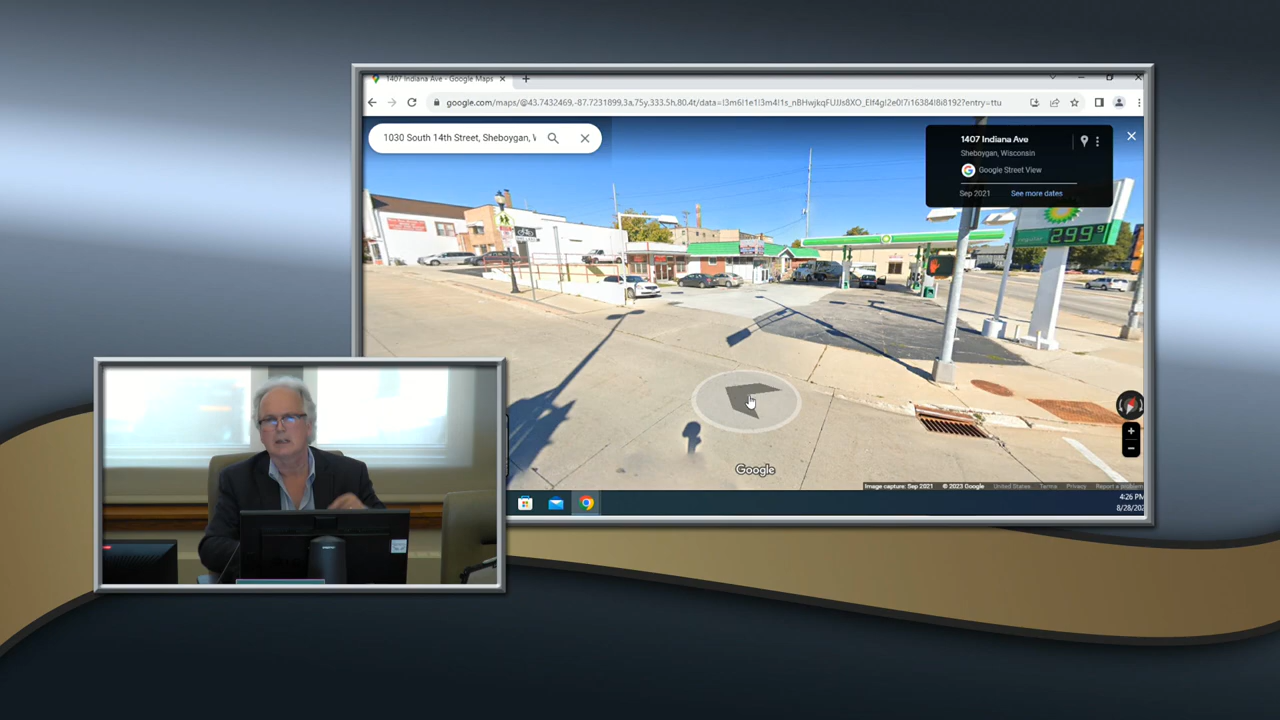 1407 Indiana Ave - Google Maps
google.com/maps/@43.7432469,-87.7231899,3a,75y,333.5h,80.4t/data=!3m6!1e1!3m4!1s_nBHwjkqFUJJs8XO_Elf4g!2e0!7i16384!8i8192?entry=ttu
1030 South 14th Street, Sheboygan, W
1407 Indiana Ave
Sheboygan, Wisconsin
Google Street View
Sep 2021
See more dates
299 9
Google
Image capture: Sep 2021 © 2023 Google United States Terms Privacy Report a problem
4:26 PM
8/28/202